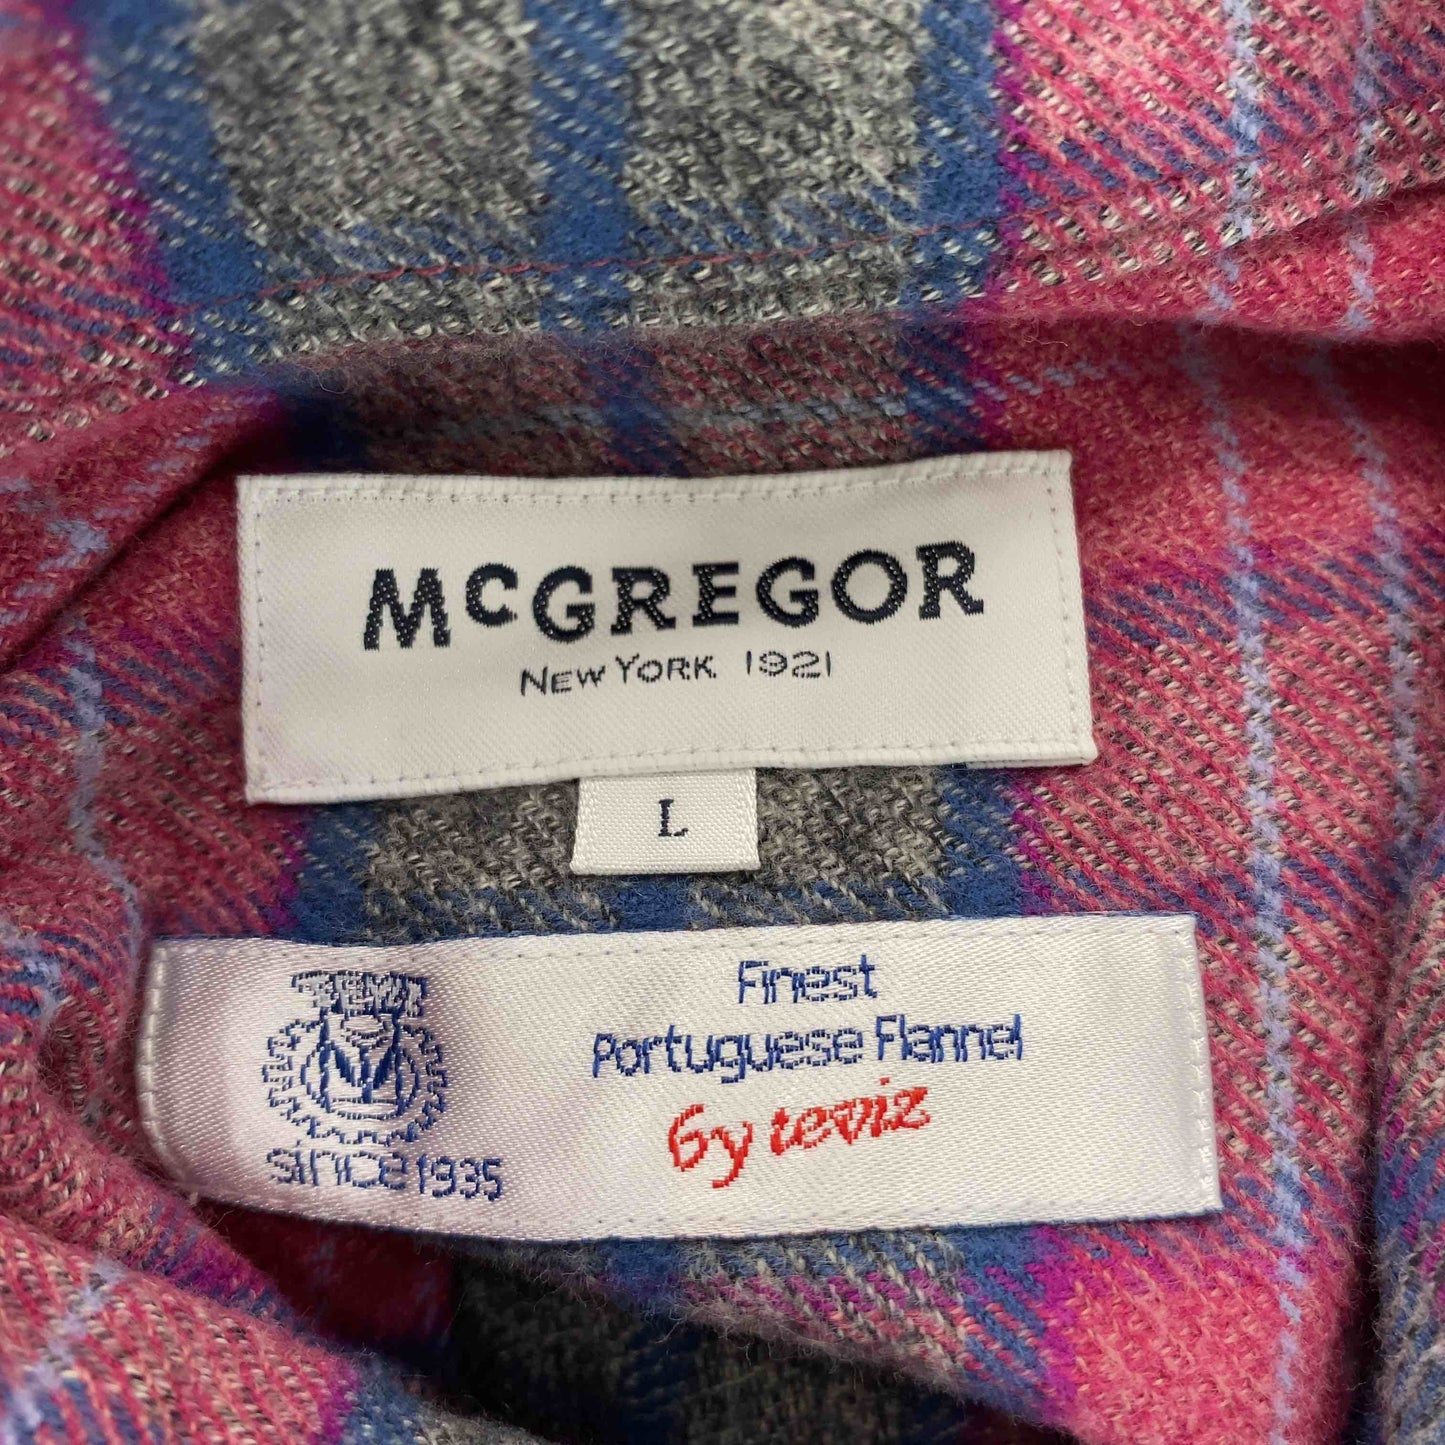 McGREGOR
NEW YORK 1921
L
Finest
Portuguese Flannel
by teviz
since 1935